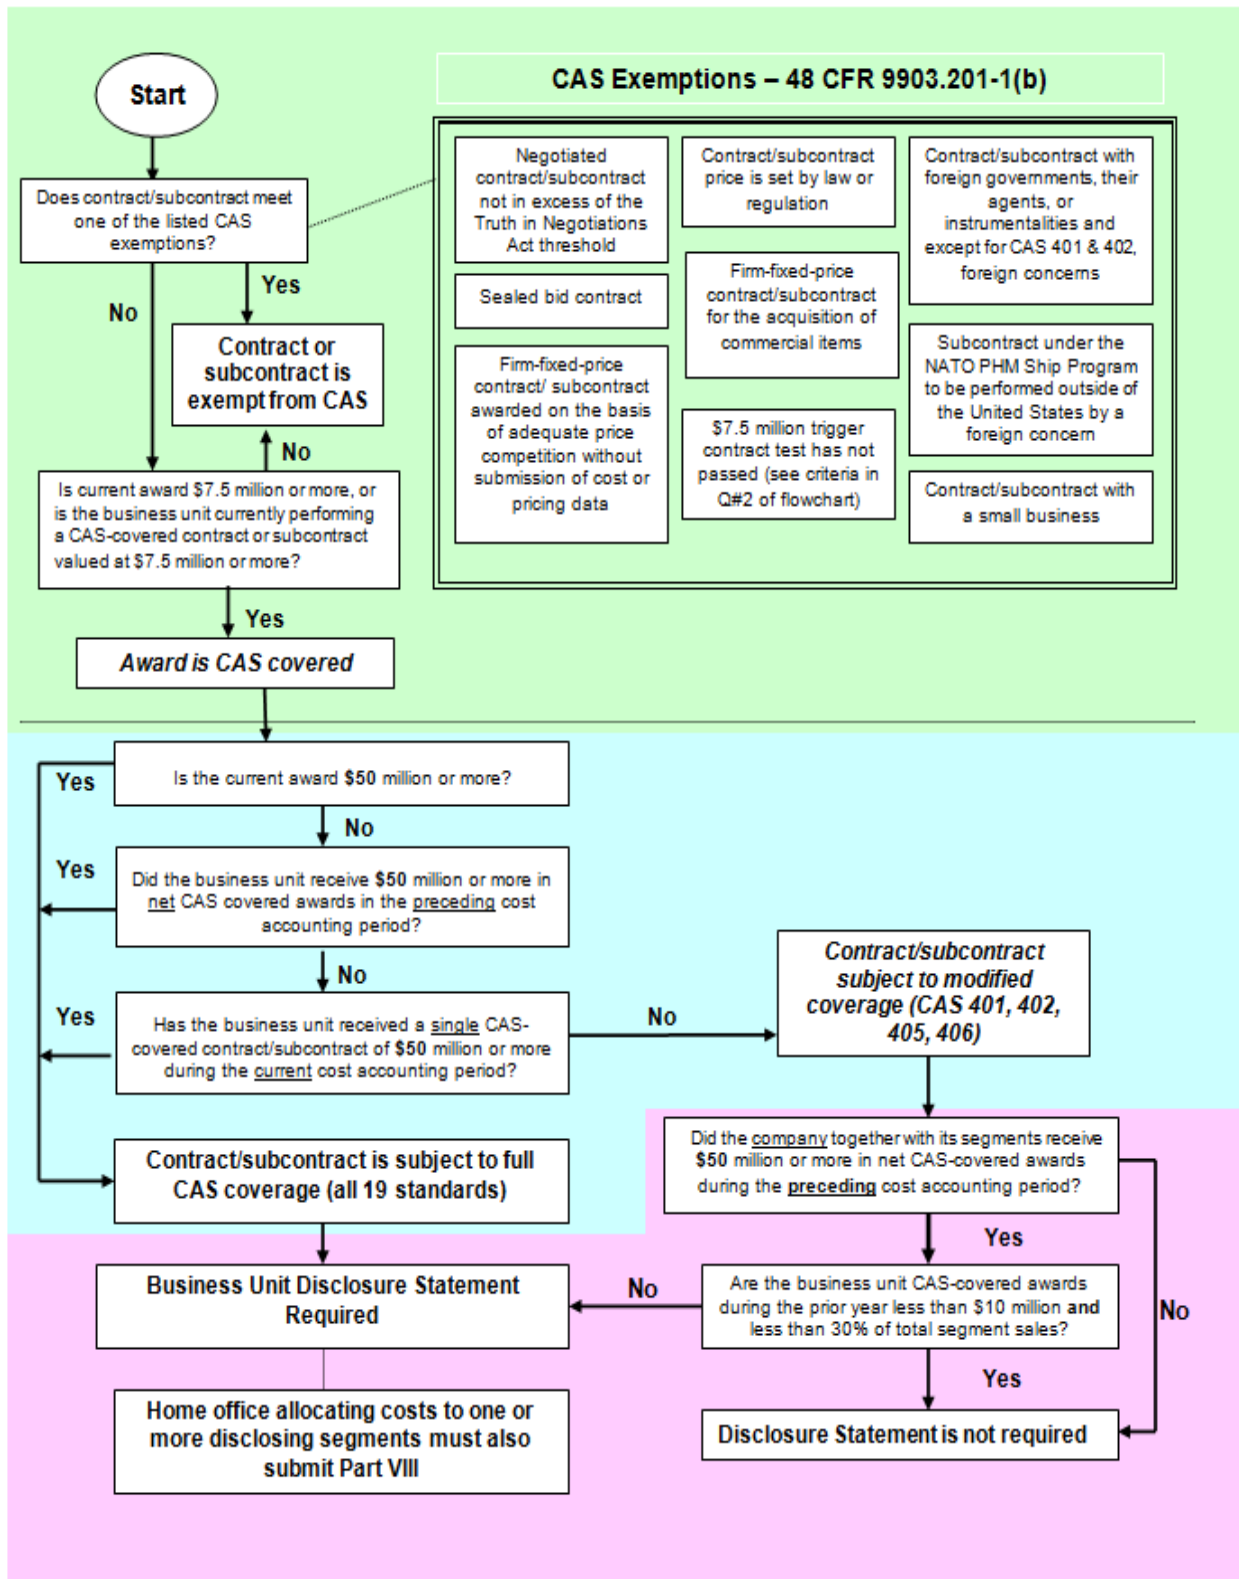 Start
CAS Exemptions – 48 CFR 9903.201-1(b)
Does contract/subcontract meet
one of the listed CAS
exemptions?
Negotiated
contract/subcontract
not in excess of the
Truth in Negotiations
Act threshold
Sealed bid contract
Firm-fixed-price
contract/ subcontract
awarded on the basis
of adequate price
competition without
submission of cost or
pricing data
Contract/subcontract
price is set by law or
regulation
Firm-fixed-price
contract/subcontract
for the acquisition of
commercial items
$7.5 million trigger
contract test has not
passed (see criteria in
Q#2 of flowchart)
Contract/subcontract with
foreign governments, their
agents, or
instrumentalities and
except for CAS 401 & 402,
foreign concerns
Subcontract under the
NATO PHM Ship Program
to be performed outside of
the United States by a
foreign concern
Contract/subcontract with
a small business
Yes
No
Contract or
subcontract is
exempt from CAS
No
Is current award $7.5 million or more, or
is the business unit currently performing
a CAS-covered contract or subcontract
valued at $7.5 million or more?
Yes
Award is CAS covered
Is the current award $50 million or more?
Yes
No
Did the business unit receive $50 million or more in
net CAS covered awards in the preceding cost
accounting period?
Yes
No
Has the business unit received a single CAS-
covered contract/subcontract of $50 million or more
during the current cost accounting period?
Yes
No
Contract/subcontract
subject to modified
coverage (CAS 401, 402,
405, 406)
Contract/subcontract is subject to full
CAS coverage (all 19 standards)
Did the company together with its segments receive
$50 million or more in net CAS-covered awards
during the preceding cost accounting period?
Yes
No
Are the business unit CAS-covered awards
during the prior year less than $10 million and
less than 30% of total segment sales?
No
Yes
Business Unit Disclosure Statement
Required
Home office allocating costs to one or
more disclosing segments must also
submit Part VIII
Disclosure Statement is not required